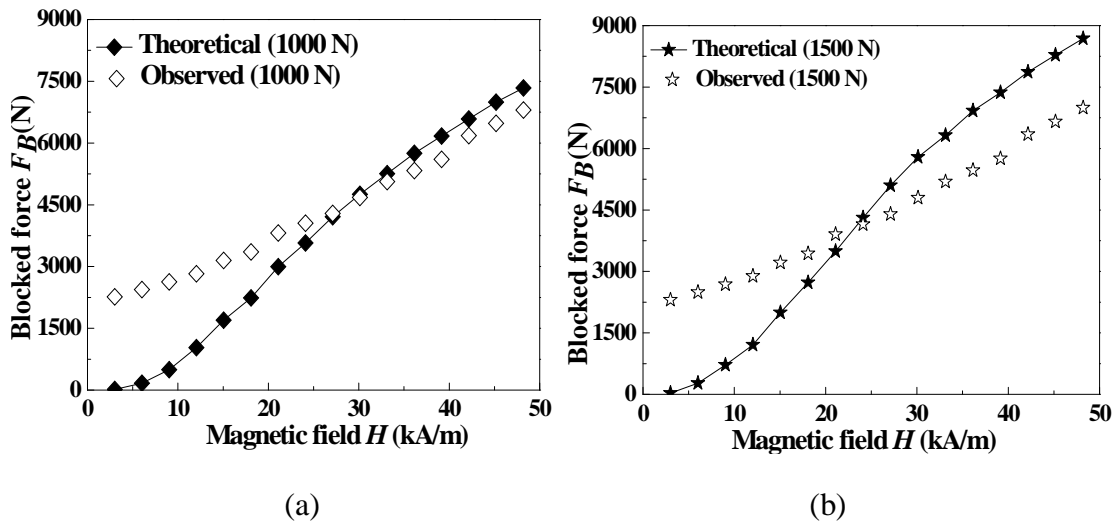 9000
7500
6000
4500
3000
1500
0
Blocked force F_B(N)
Theoretical (1000 N)
Observed (1000 N)
0 10 20 30 40 50
Magnetic field H (kA/m)
(a)
9000
7500
6000
4500
3000
1500
0
Blocked force F_B(N)
Theoretical (1500 N)
Observed (1500 N)
0 10 20 30 40 50
Magnetic field H (kA/m)
(b)